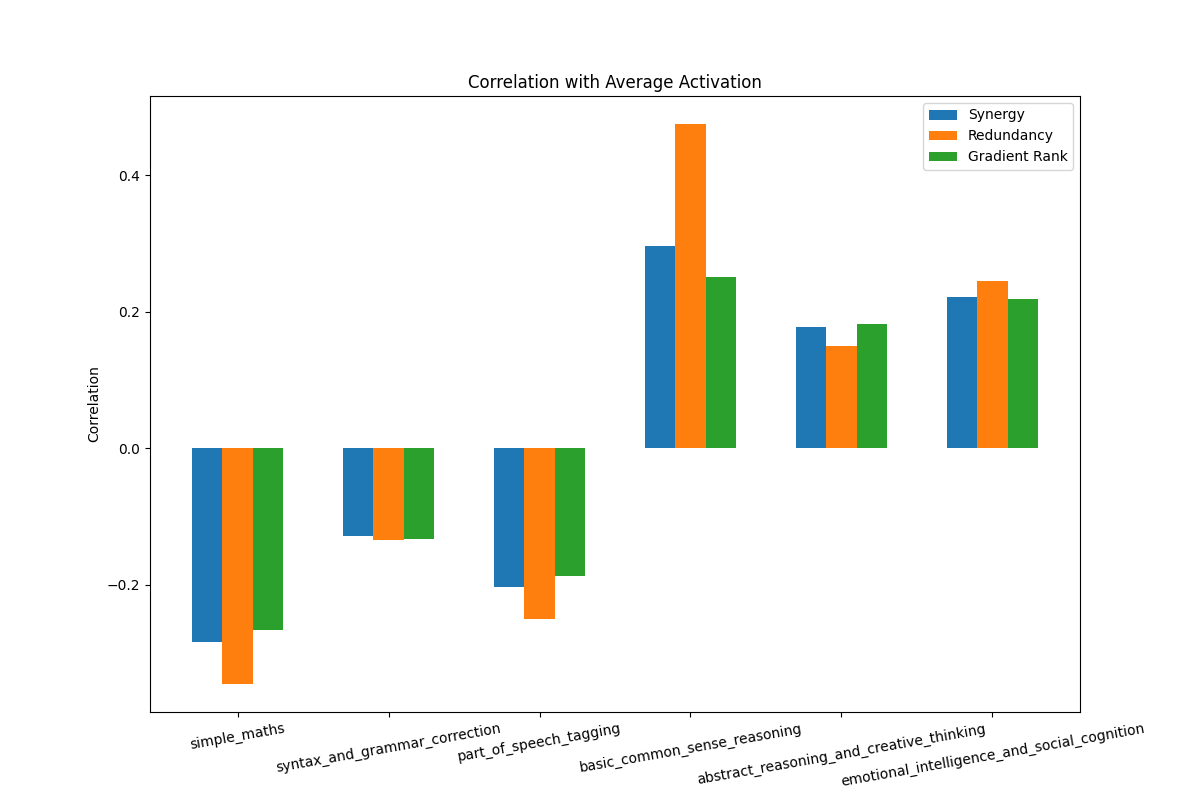 Correlation with Average Activation
Synergy
Redundancy
Gradient Rank
Correlation
0.4
0.2
0.0
−0.2
simple_maths
syntax_and_grammar_correction
part_of_speech_tagging
basic_common_sense_reasoning
abstract_reasoning_and_creative_thinking
emotional_intelligence_and_social_cognition